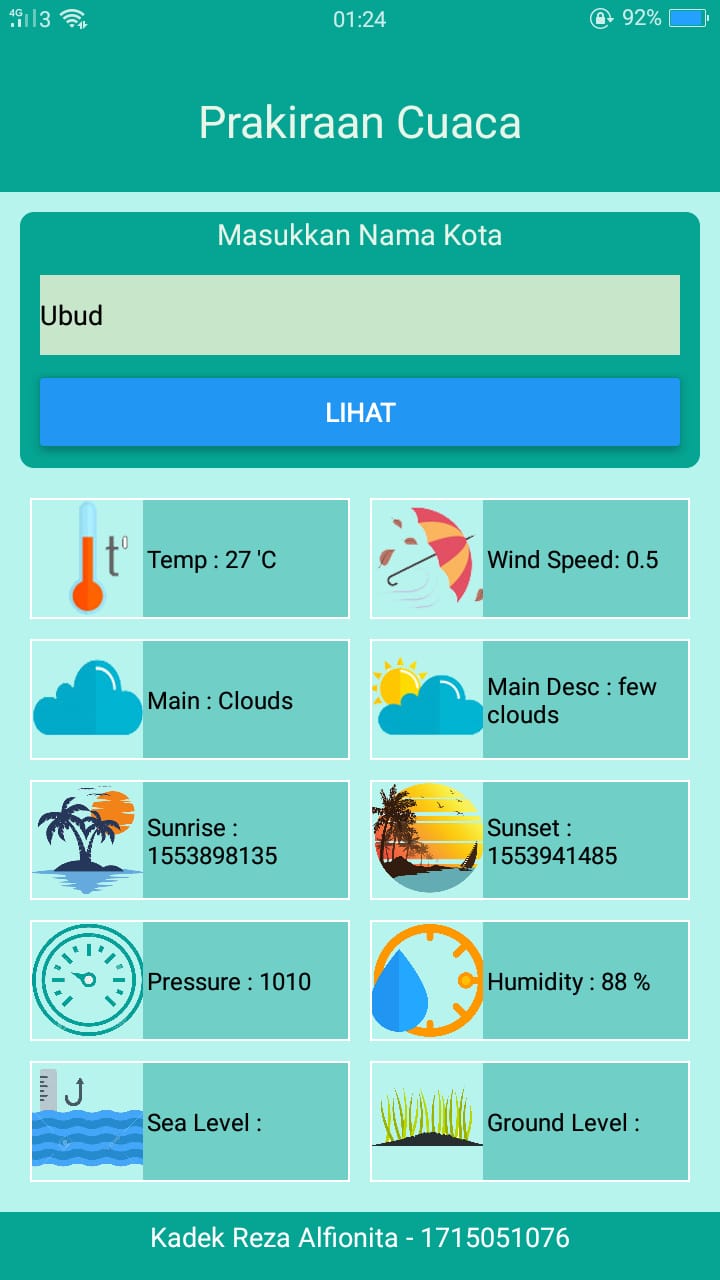 4G 3 01:24 92%
Prakiraan Cuaca
Masukkan Nama Kota
Ubud
LIHAT
t°
Temp : 27 'C
Wind Speed: 0.5
Main : Clouds
Main Desc : few
clouds
Sunrise :
1553898135
Sunset :
1553941485
Pressure : 1010
Humidity : 88 %
Sea Level :
Ground Level :
Kadek Reza Alfionita - 1715051076